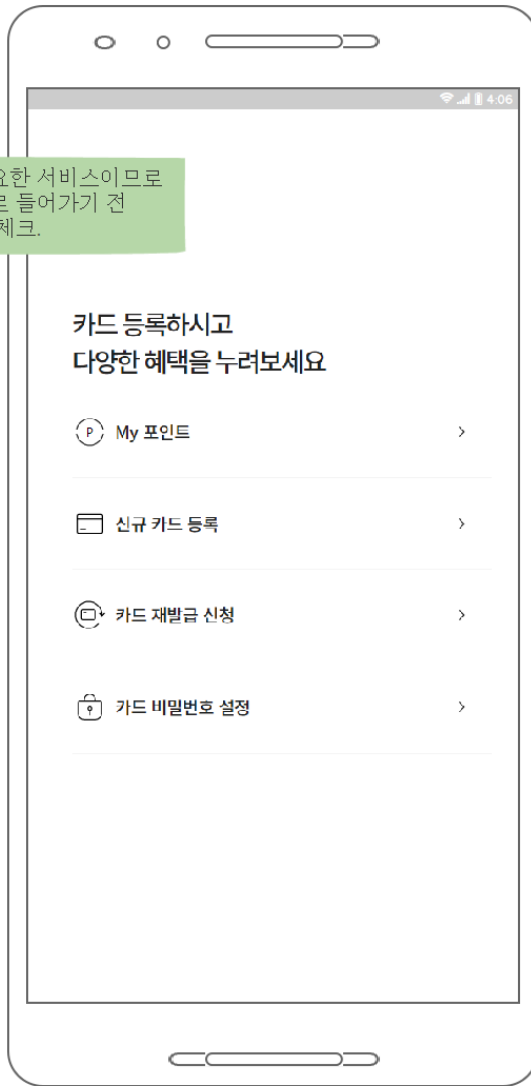 4:06
요한 서비스이므로
로 들어가기 전
체크.
카드 등록하시고
다양한 혜택을 누려보세요
P My 포인트
신규 카드 등록
카드 재발급 신청
카드 비밀번호 설정